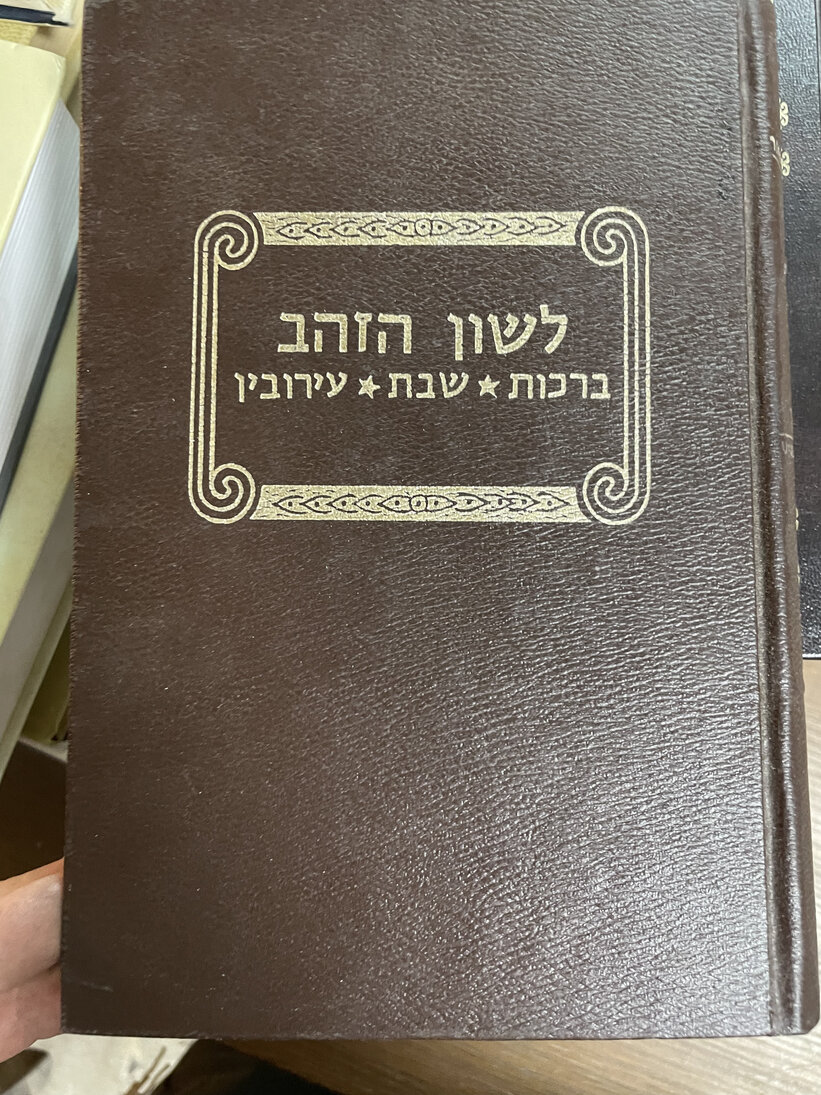 לשון הזהב
ברכות ★ שבת ★ עירובין